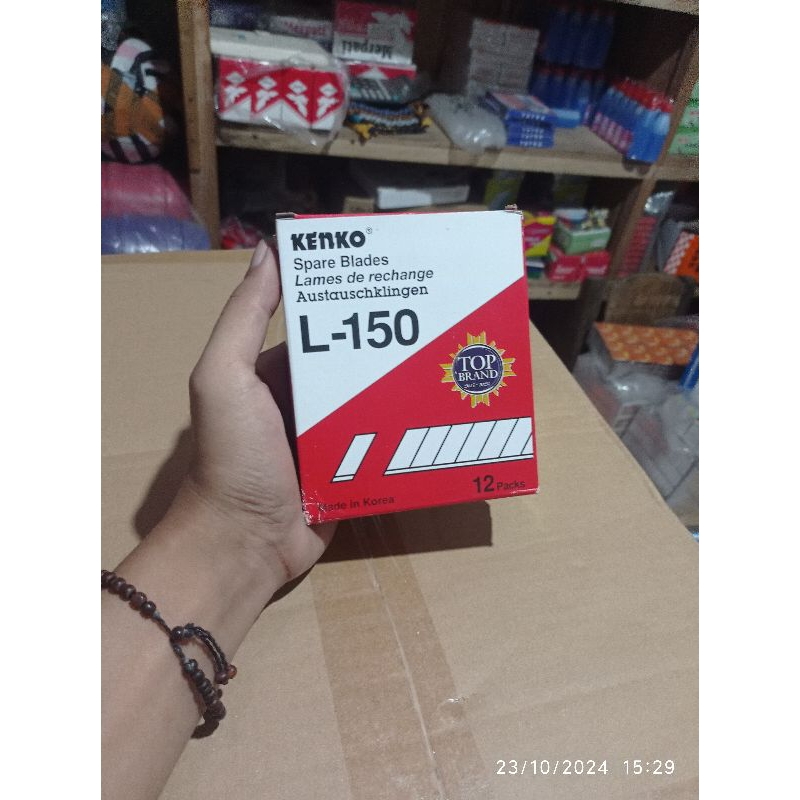 Merpati
KENKO®
Spare Blades
Lames de rechange
Austauschklingen
L-150
TOP
BRAND
12 Packs
Made in Korea
23/10/2024 15:29